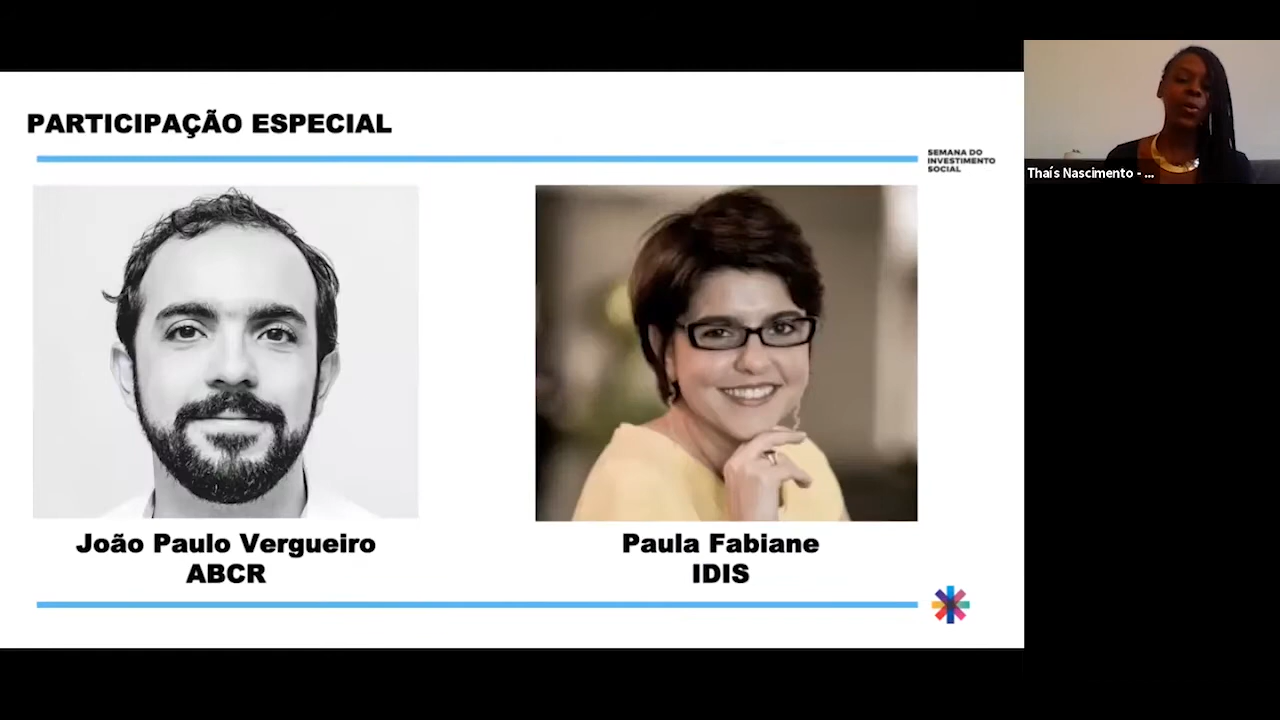 PARTICIPAÇÃO ESPECIAL
SEMANA DO
INVESTIMENTO
SOCIAL
Thaís Nascimento - ...
João Paulo Vergueiro
ABCR
Paula Fabiane
IDIS